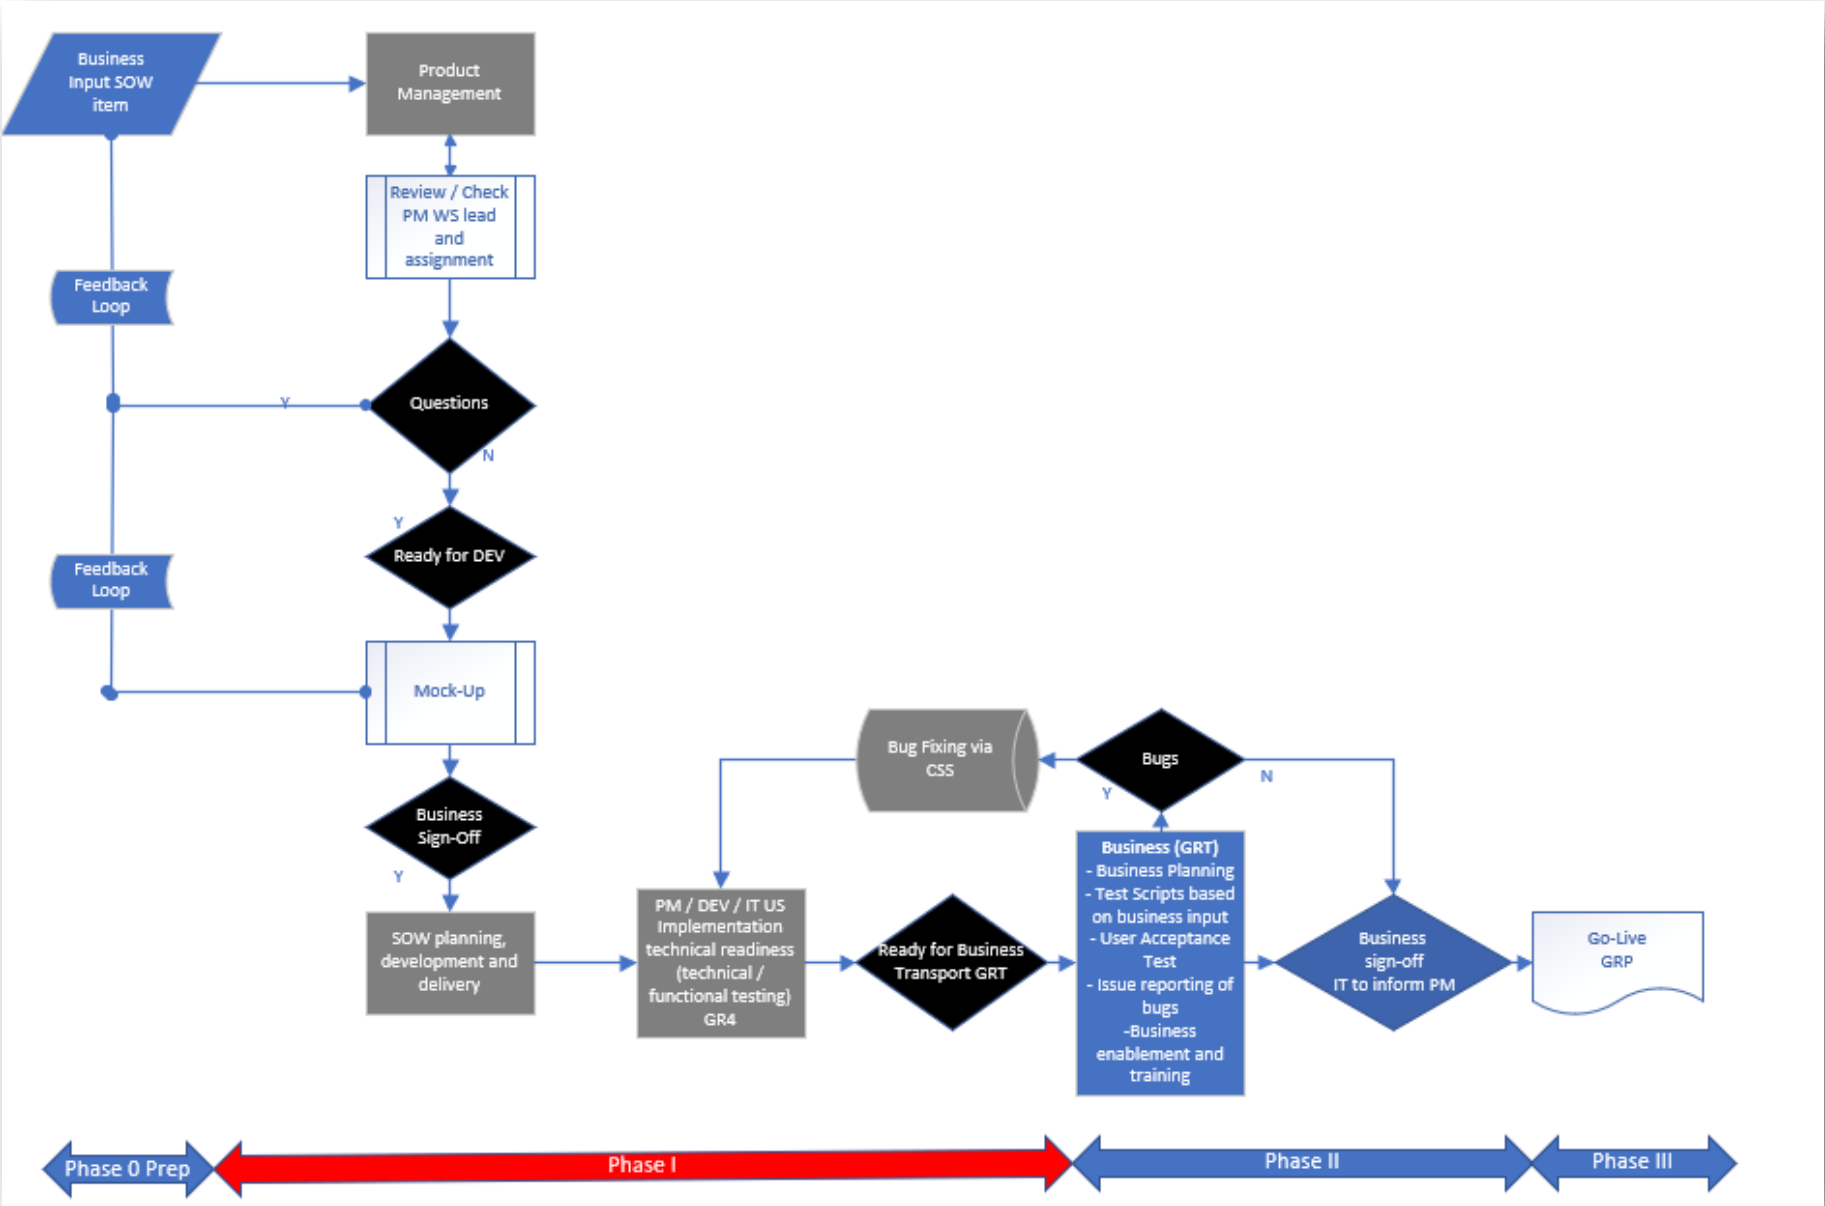 Business
Input SOW
item
Product
Management
Review / Check
PM WS lead
and
assignment
Feedback
Loop
Y
Questions
N
Y
Ready for DEV
Feedback
Loop
Mock-Up
Business
Sign-Off
Y
SOW planning,
development and
delivery
Bug Fixing via
CSS
Bugs
Y
N
PM / DEV / IT US
Implementation
technical readiness
(technical /
functional testing)
GR4
Ready for Business
Transport GRT
Business (GRT)
- Business Planning
- Test Scripts based
on business input
- User Acceptance
Test
- Issue reporting of
bugs
-Business
enablement and
training
Business
sign-off
IT to inform PM
Go-Live
GRP
Phase 0 Prep
Phase I
Phase II
Phase III